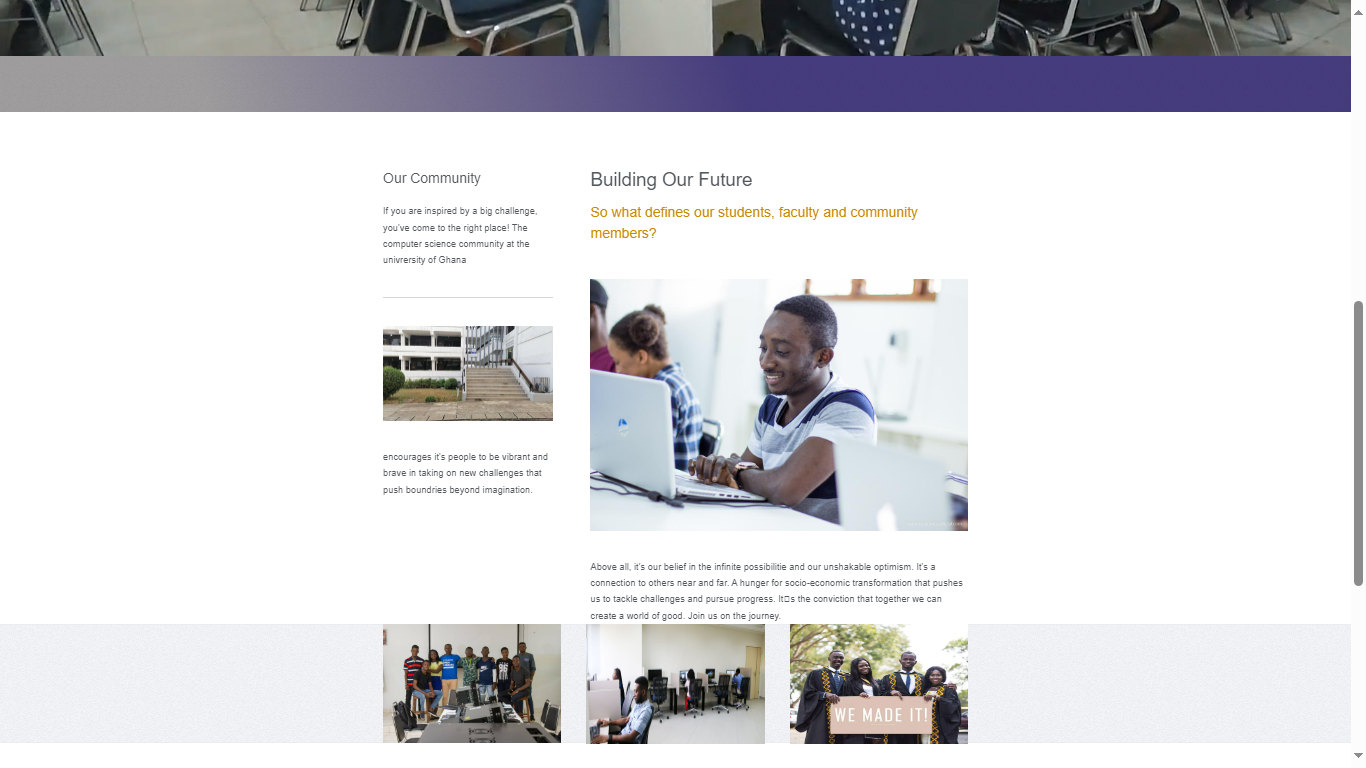 Our Community
If you are inspired by a big challenge,
you've come to the right place! The
computer science community at the
univrersity of Ghana
encourages it's people to be vibrant and
brave in taking on new challenges that
push boundries beyond imagination.
Building Our Future
So what defines our students, faculty and community
members?
Above all, it's our belief in the infinite possibilitie and our unshakable optimism. It's a
connection to others near and far. A hunger for socio-economic transformation that pushes
us to tackle challenges and pursue progress. It□s the conviction that together we can
create a world of good. Join us on the journey.
WE MADE IT!